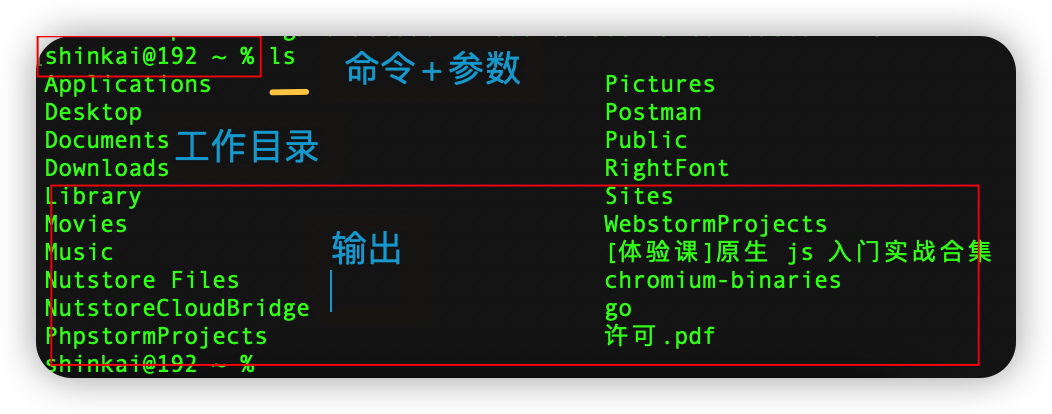 shinkai@192 ~ % ls
命令+参数
Applications Pictures
Desktop Postman
Documents Public
工作目录
Downloads RightFont
Library Sites
Movies WebstormProjects
Music [体验课]原生 js 入门实战合集
输出
Nutstore Files chromium-binaries
NutstoreCloudBridge go
PhpstormProjects 许可.pdf
shinkai@192 ~ %